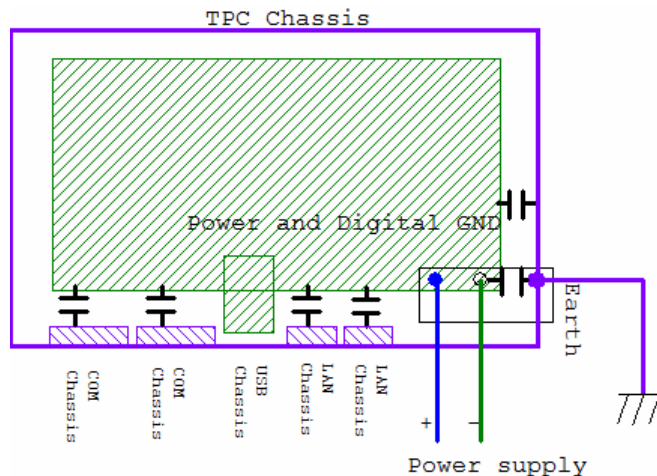 TPC Chassis
Power and Digital GND
Earth
COM
Chassis
COM
Chassis
USB
Chassis
LAN
Chassis
LAN
Chassis
+
-
Power supply